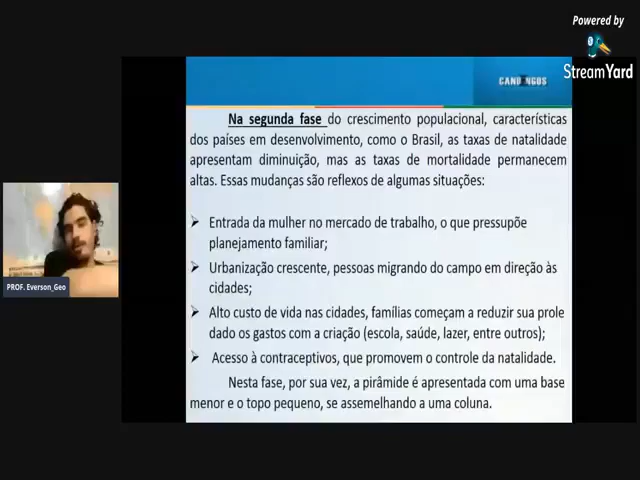 Powered by
StreamYard
CANDINGOS
Na segunda fase do crescimento populacional, características
dos países em desenvolvimento, como o Brasil, as taxas de natalidade
apresentam diminuição, mas as taxas de mortalidade permanecem
altas. Essas mudanças são reflexos de algumas situações:
➢ Entrada da mulher no mercado de trabalho, o que pressupõe
planejamento familiar;
➢ Urbanização crescente, pessoas migrando do campo em direção às
cidades;
➢ Alto custo de vida nas cidades, famílias começam a reduzir sua prole
dado os gastos com a criação (escola, saúde, lazer, entre outros);
➢ Acesso à contraceptivos, que promovem o controle da natalidade.
Nesta fase, por sua vez, a pirâmide é apresentada com uma base
menor e o topo pequeno, se assemelhando a uma coluna.
PROF. Everson_Geo